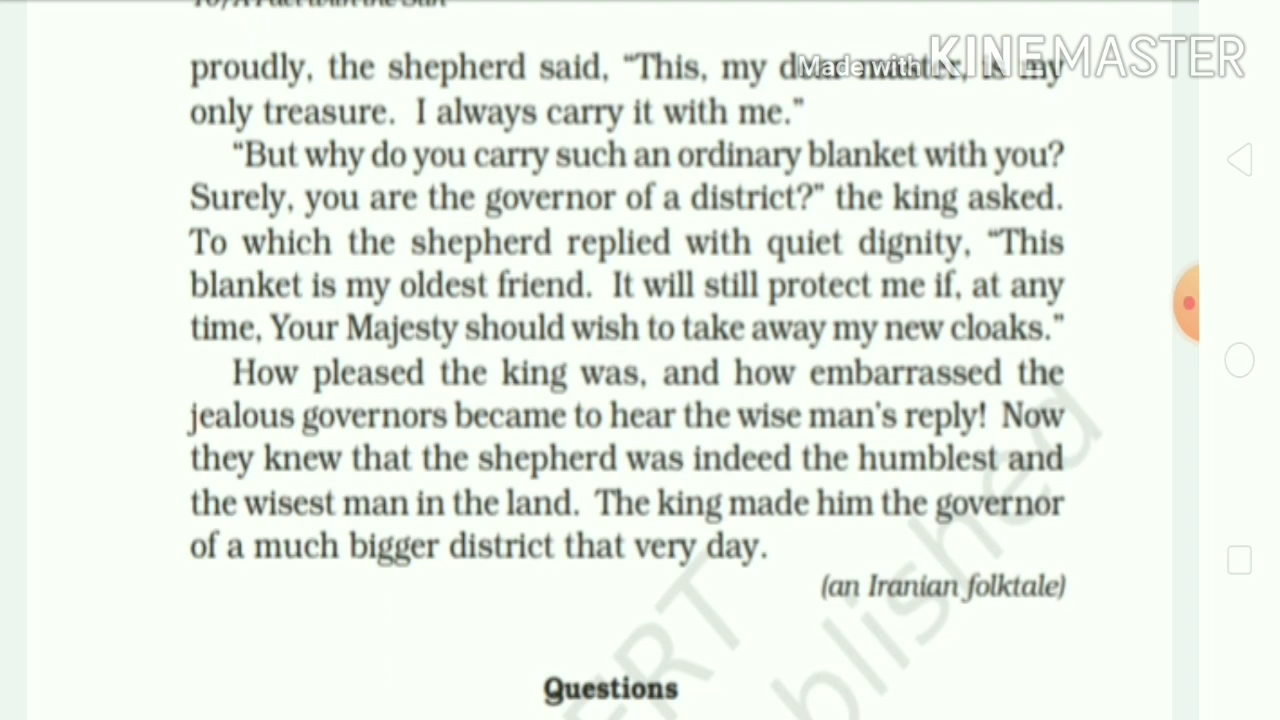 proudly, the shepherd said, “This, my dear master, is my
only treasure. I always carry it with me.”
“But why do you carry such an ordinary blanket with you?
Surely, you are the governor of a district?” the king asked.
To which the shepherd replied with quiet dignity, “This
blanket is my oldest friend. It will still protect me if, at any
time, Your Majesty should wish to take away my new cloaks.”
How pleased the king was, and how embarrassed the
jealous governors became to hear the wise man’s reply! Now
they knew that the shepherd was indeed the humblest and
the wisest man in the land. The king made him the governor
of a much bigger district that very day.
(an Iranian folktale)
Questions
Made with KINEMASTER
blished